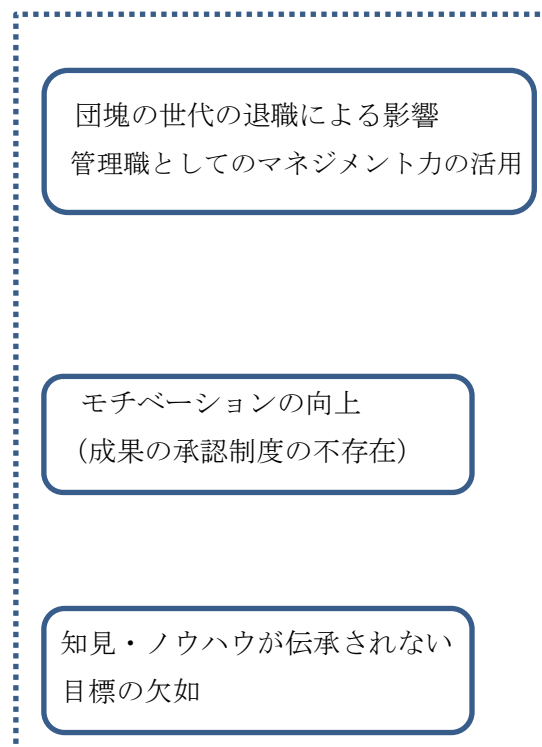 団塊の世代の退職による影響
管理職としてのマネジメント力の活用
モチベーションの向上
（成果の承認制度の不存在）
知見・ノウハウが伝承されない
目標の欠如